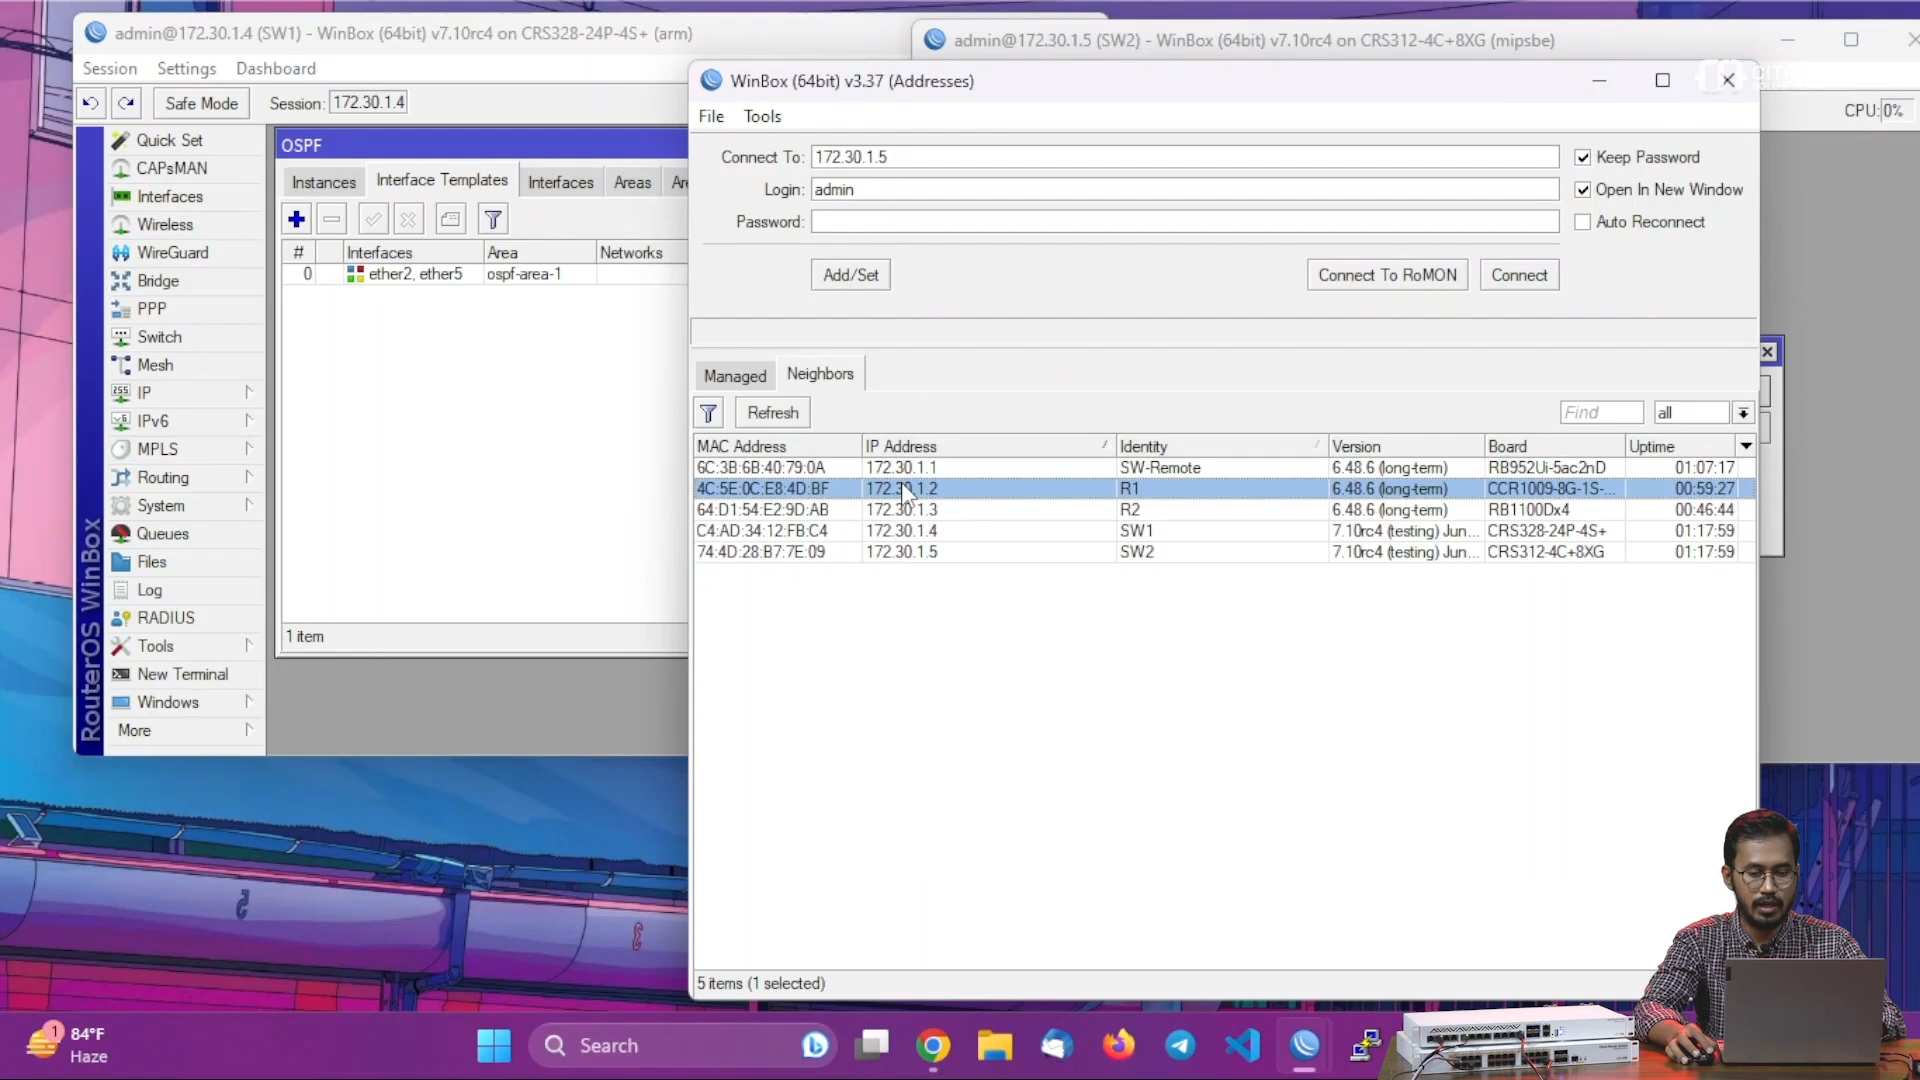 admin@172.30.1.4 (SW1) - WinBox (64bit) v7.10rc4 on CRS328-24P-4S+ (arm)
admin@172.30.1.5 (SW2) - WinBox (64bit) v7.10rc4 on CRS312-4C+8XG (mipsbe)
Session Settings Dashboard
Safe Mode Session: 172.30.1.4
CPU: 0%
Quick Set
CAPsMAN
Interfaces
Wireless
WireGuard
Bridge
PPP
Switch
Mesh
IP
IPv6
MPLS
Routing
System
Queues
Files
Log
RADIUS
Tools
New Terminal
Windows
More
RouterOS WinBox
OSPF
Instances Interface Templates Interfaces Areas
# Interfaces Area Networks
0 ether2, ether5 ospf-area-1
1 item
WinBox (64bit) v3.37 (Addresses)
File Tools
Connect To: 172.30.1.5 Keep Password
Login: admin Open In New Window
Password: Auto Reconnect
Add/Set Connect To RoMON Connect
Managed Neighbors
Refresh Find all
MAC Address IP Address Identity Version Board Uptime
6C:3B:6B:40:79:0A 172.30.1.1 SW-Remote 6.48.6 (long-term) RB952Ui-5ac2nD 01:07:17
4C:5E:0C:E8:4D:BF 172.30.1.2 R1 6.48.6 (long-term) CCR1009-8G-1S-... 00:59:27
64:D1:54:E2:9D:AB 172.30.1.3 R2 6.48.6 (long-term) RB1100Dx4 00:46:44
C4:AD:34:12:FB:C4 172.30.1.4 SW1 7.10rc4 (testing) Jun... CRS328-24P-4S+ 01:17:59
74:4D:28:B7:7E:09 172.30.1.5 SW2 7.10rc4 (testing) Jun... CRS312-4C+8XG 01:17:59
5 items (1 selected)
1 84°F
Haze
Search